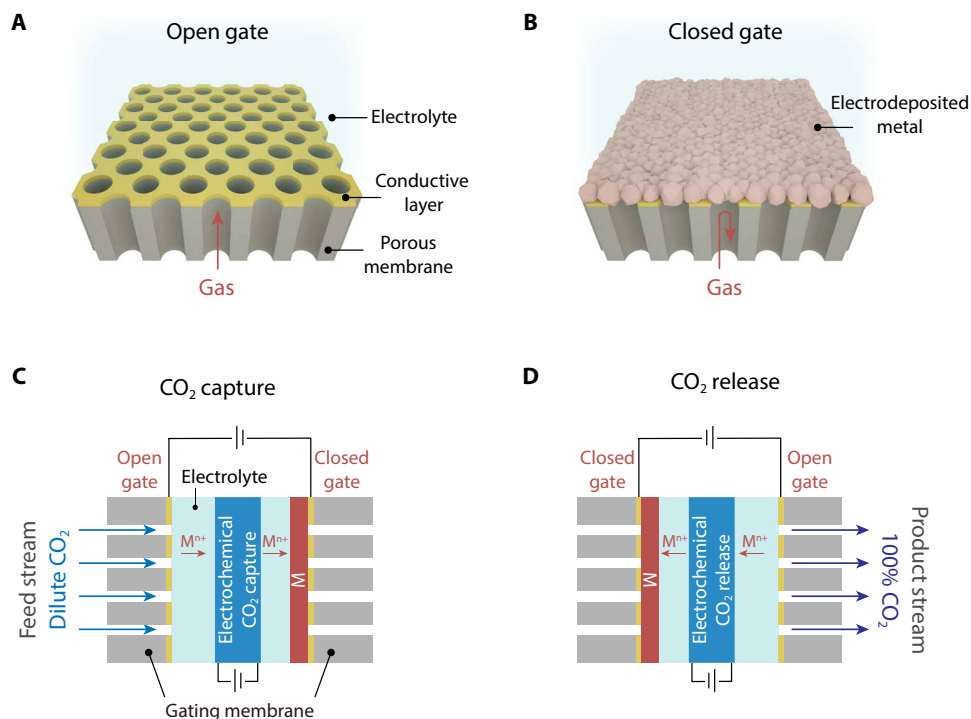 A
Open gate
Electrolyte
Conductive
layer
Porous
membrane
Gas
B
Closed gate
Electrodeposited
metal
Gas
C
CO₂ capture
Open
gate
Electrolyte
Closed
gate
Feed stream
Dilute CO₂
Mⁿ⁺
Electrochemical
CO₂ capture
Mⁿ⁺
M
Gating membrane
D
CO₂ release
Closed
gate
Open
gate
M
Mⁿ⁺
Electrochemical
CO₂ release
Mⁿ⁺
100% CO₂
Product stream